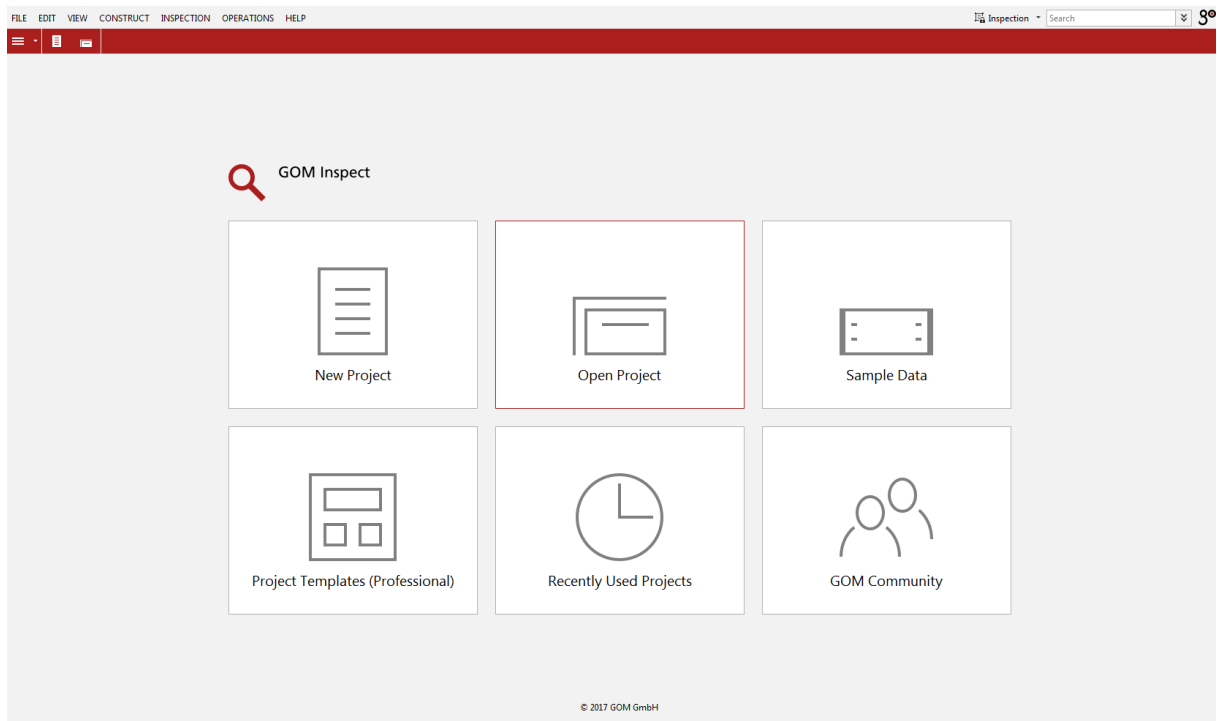 FILE EDIT VIEW CONSTRUCT INSPECTION OPERATIONS HELP
Inspection Search
GOM Inspect
New Project Open Project Sample Data
Project Templates (Professional) Recently Used Projects GOM Community
© 2017 GOM GmbH